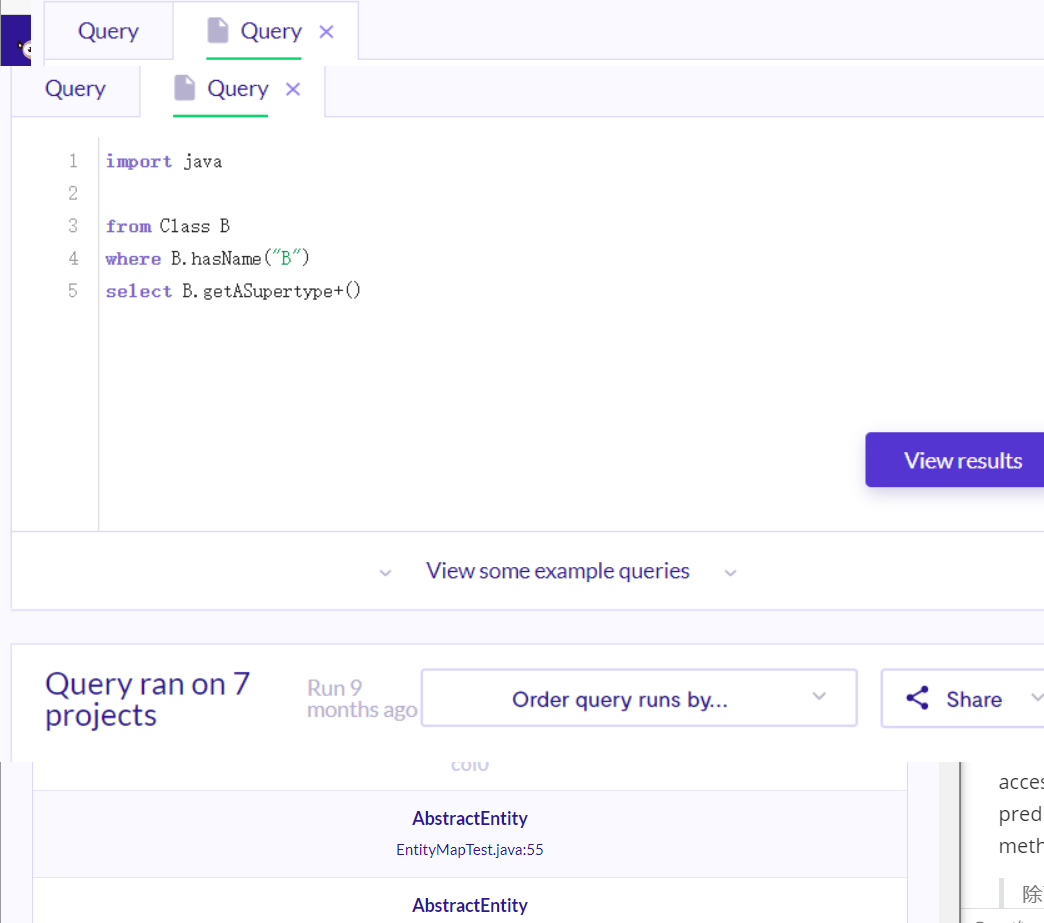 Query Query
Query Query
1 import java
2
3 from Class B
4 where B.hasName("B")
5 select B.getASupertype+()
View results
View some example queries
Query ran on 7
projects
Run 9
months ago
Order query runs by...
Share
col0
AbstractEntity
EntityMapTest.java:55
AbstractEntity
acces
pred
meth
除